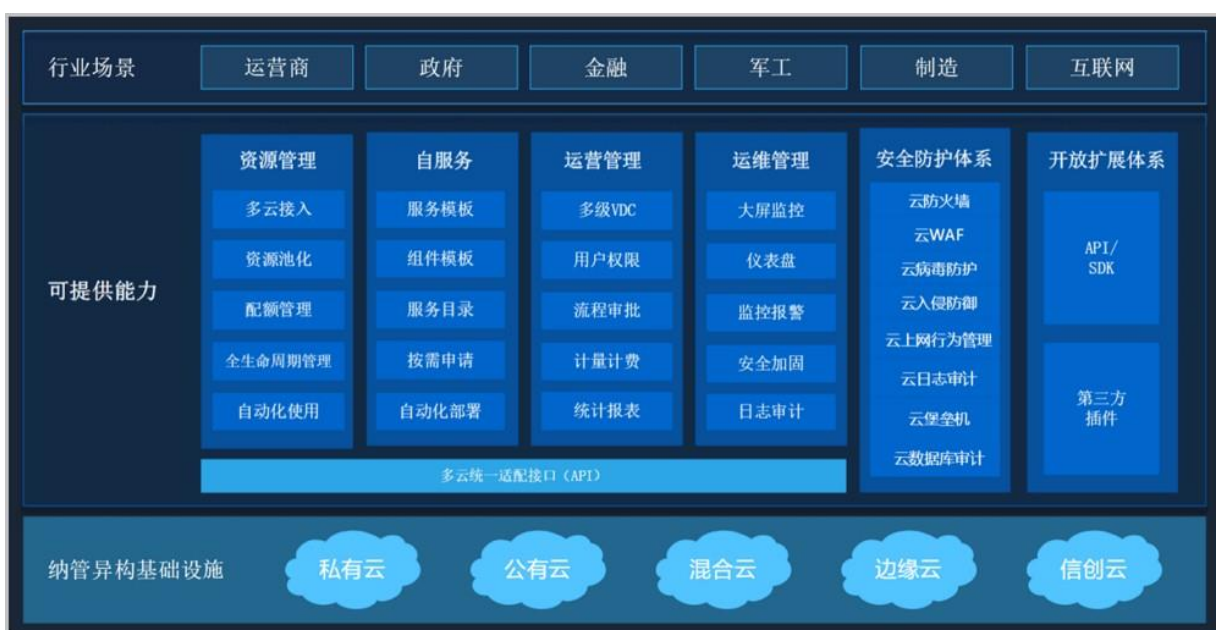 行业场景
运营商
政府
金融
军工
制造
互联网
可提供能力
资源管理
多云接入
资源池化
配额管理
全生命周期管理
自动化使用
自服务
服务模板
组件模板
服务目录
按需申请
自动化部署
运营管理
多级VDC
用户权限
流程审批
计量计费
统计报表
运维管理
大屏监控
仪表盘
监控报警
安全加固
日志审计
多云统一适配接口（API）
安全防护体系
云防火墙
云WAF
云病毒防护
云入侵防御
云上网行为管理
云日志审计
云堡垒机
云数据库审计
开放扩展体系
API/
SDK
第三方
插件
纳管异构基础设施
私有云
公有云
混合云
边缘云
信创云